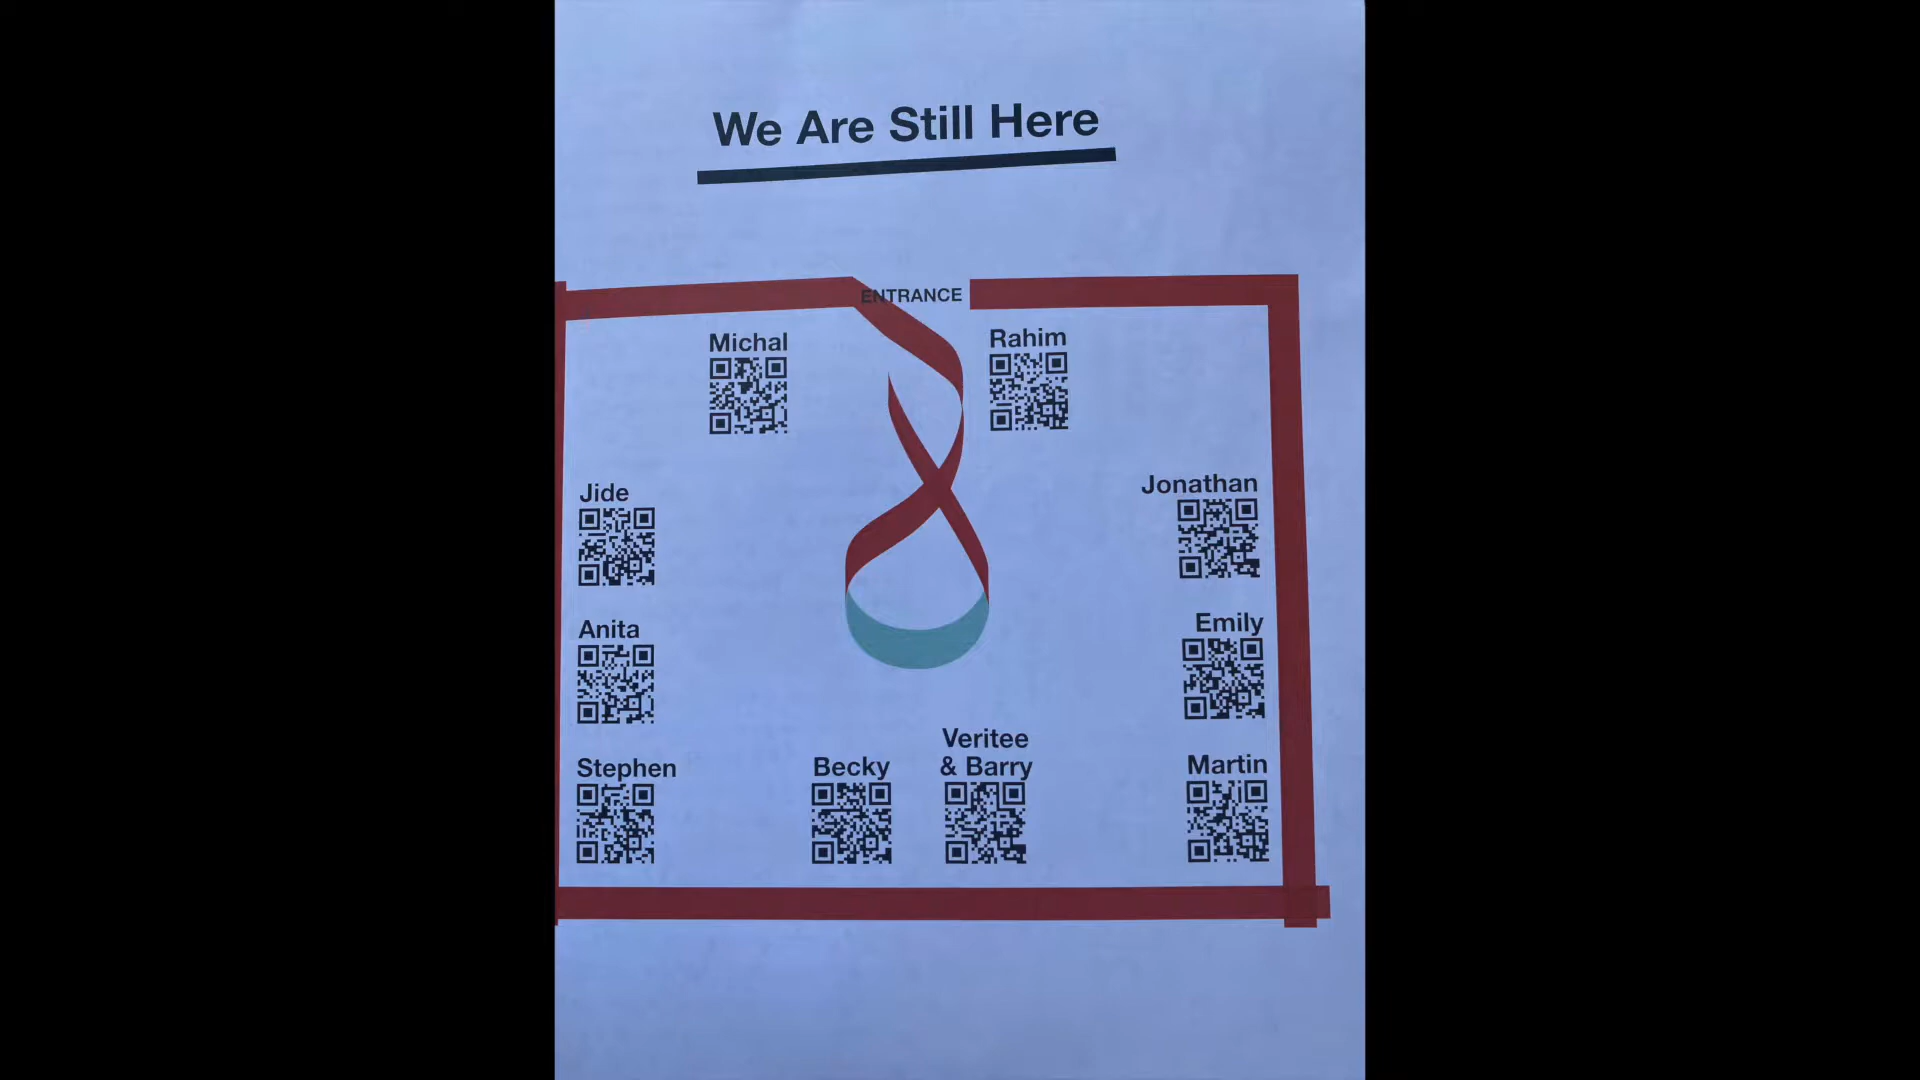 We Are Still Here
ENTRANCE
Michal
Rahim
Jide
Jonathan
Anita
Emily
Stephen
Becky
Veritee
& Barry
Martin